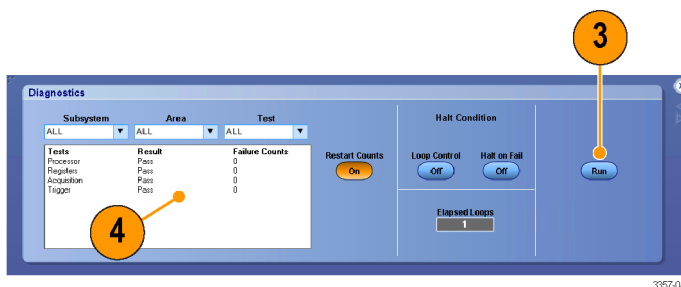 3
Diagnostics
Subsystem Area Test
ALL ALL ALL
Halt Condition
Tests Result Failure Counts
Processor Pass 0
Registers Pass 0
Acquisition Pass 0
Trigger Pass 0
Restart Counts
On
Loop Control Halt on Fail
Off Off
Run
Elapsed Loops
1
4